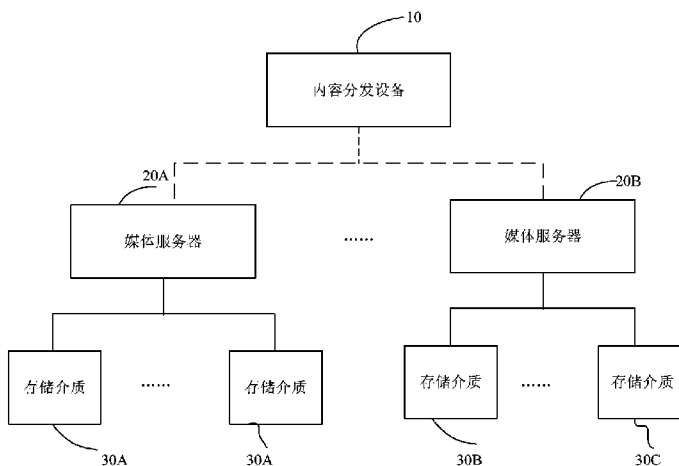 10
内容分发设备
20A
20B
媒体服务器
……
媒体服务器
存储介质
……
存储介质
存储介质
……
存储介质
30A
30A
30B
30C